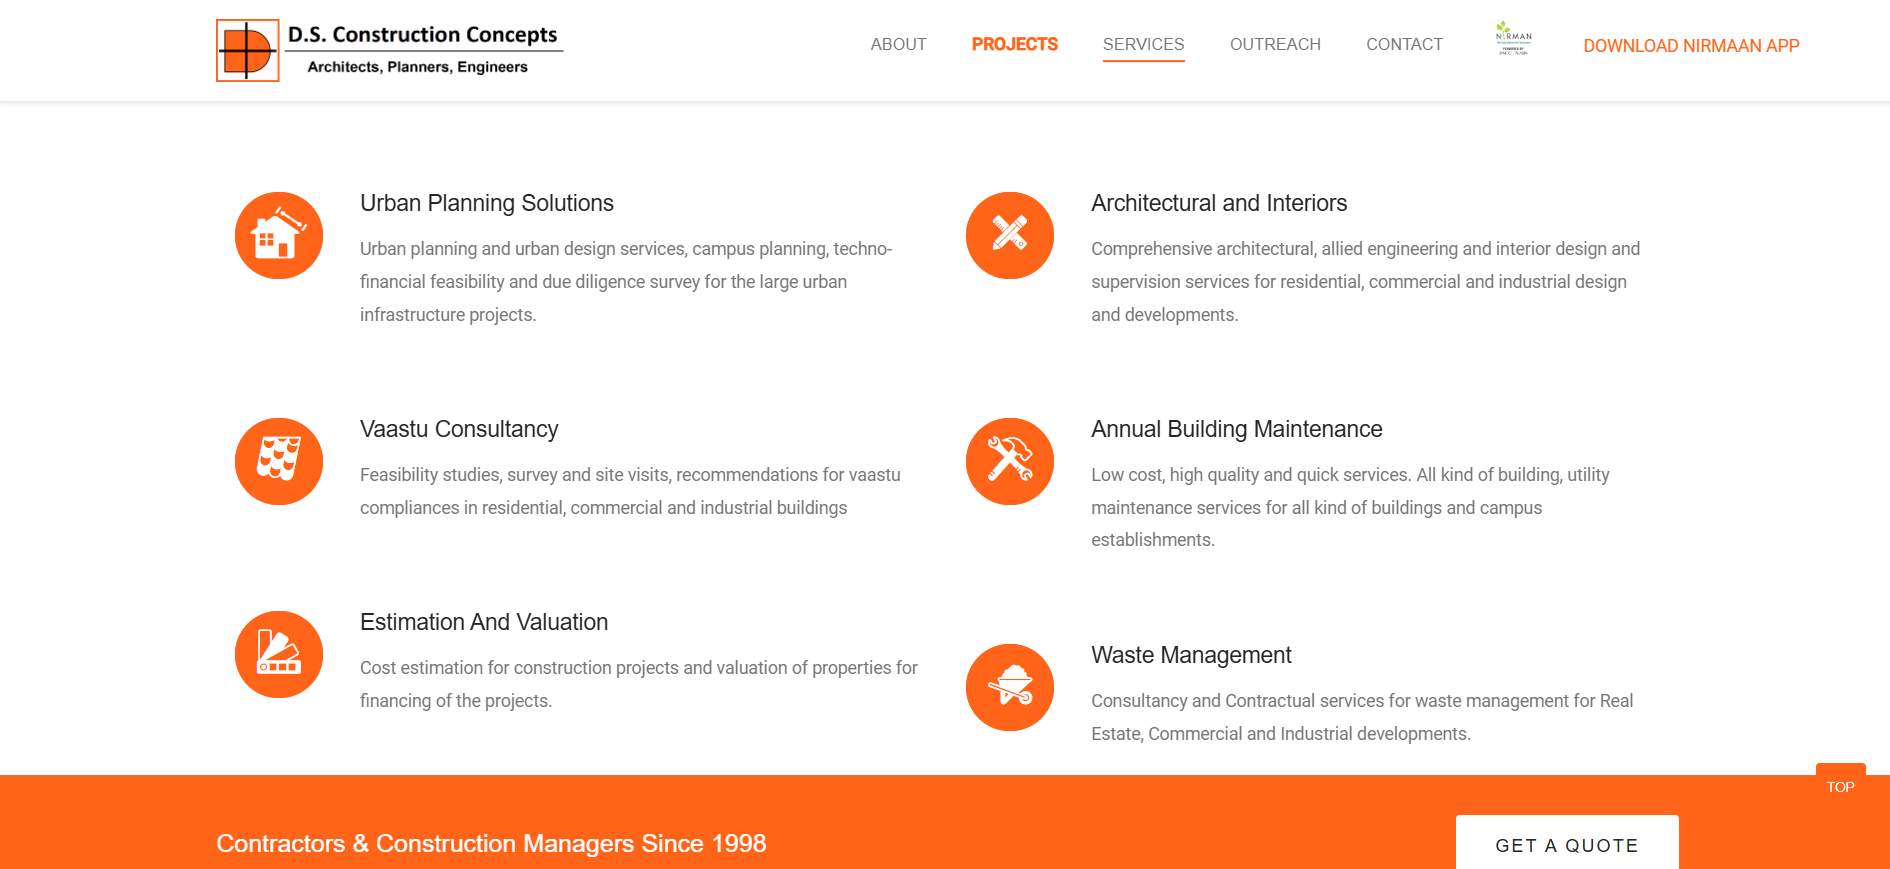 D.S. Construction Concepts
Architects, Planners, Engineers
ABOUT
PROJECTS
SERVICES
OUTREACH
CONTACT
NIRMAN
DOWNLOAD NIRMAAN APP
Urban Planning Solutions
Urban planning and urban design services, campus planning, techno-
financial feasibility and due diligence survey for the large urban
infrastructure projects.
Architectural and Interiors
Comprehensive architectural, allied engineering and interior design and
supervision services for residential, commercial and industrial design
and developments.
Vaastu Consultancy
Feasibility studies, survey and site visits, recommendations for vaastu
compliances in residential, commercial and industrial buildings
Annual Building Maintenance
Low cost, high quality and quick services. All kind of building, utility
maintenance services for all kind of buildings and campus
establishments.
Estimation And Valuation
Cost estimation for construction projects and valuation of properties for
financing of the projects.
Waste Management
Consultancy and Contractual services for waste management for Real
Estate, Commercial and Industrial developments.
TOP
Contractors & Construction Managers Since 1998
GET A QUOTE